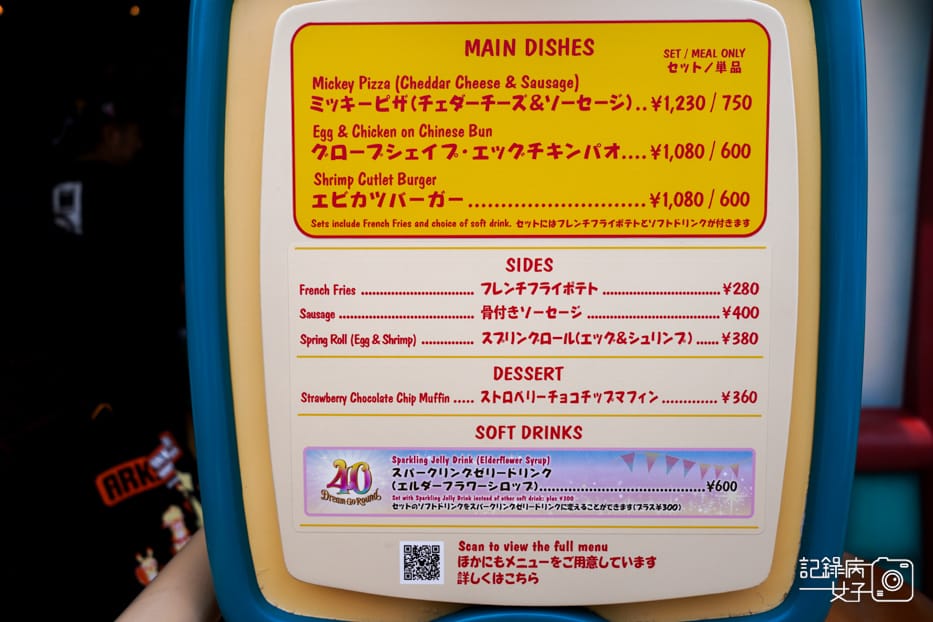 MAIN DISHES
SET / MEAL ONLY
セット／単品
Mickey Pizza (Cheddar Cheese & Sausage)
ミッキーピザ(チェダーチーズ&ソーセージ)..¥1,230 / 750
Egg & Chicken on Chinese Bun
グローブシェイプ・エッグチキンパオ....¥1,080 / 600
Shrimp Cutlet Burger
エビカツバーガー............................¥1,080 / 600
Sets include French Fries and choice of soft drink. セットにはフレンチフライポテトとソフトドリンクが付きます
SIDES
French Fries ............................ フレンチフライポテト ............................¥280
Sausage ................................ 骨付きソーセージ ................................¥400
Spring Roll (Egg & Shrimp) ............. スプリングロール(エッグ&シュリンプ) ......¥380
DESSERT
Strawberry Chocolate Chip Muffin ..... ストロベリーチョコチップマフィン .............¥360
SOFT DRINKS
40
Dream-Go-Round
Sparkling Jelly Drink (Elderflower Syrup)
スパークリングゼリードリンク
(エルダーフラワーシロップ)........................................¥600
Set with Sparkling Jelly Drink instead of other soft drink: plus ¥300
セットのソフトドリンクをスパークリングゼリードリンクに変えることができます(プラス¥300)
Scan to view the full menu
ほかにもメニューをご用意しています
詳しくはこちら
ARK
記錄病
女子